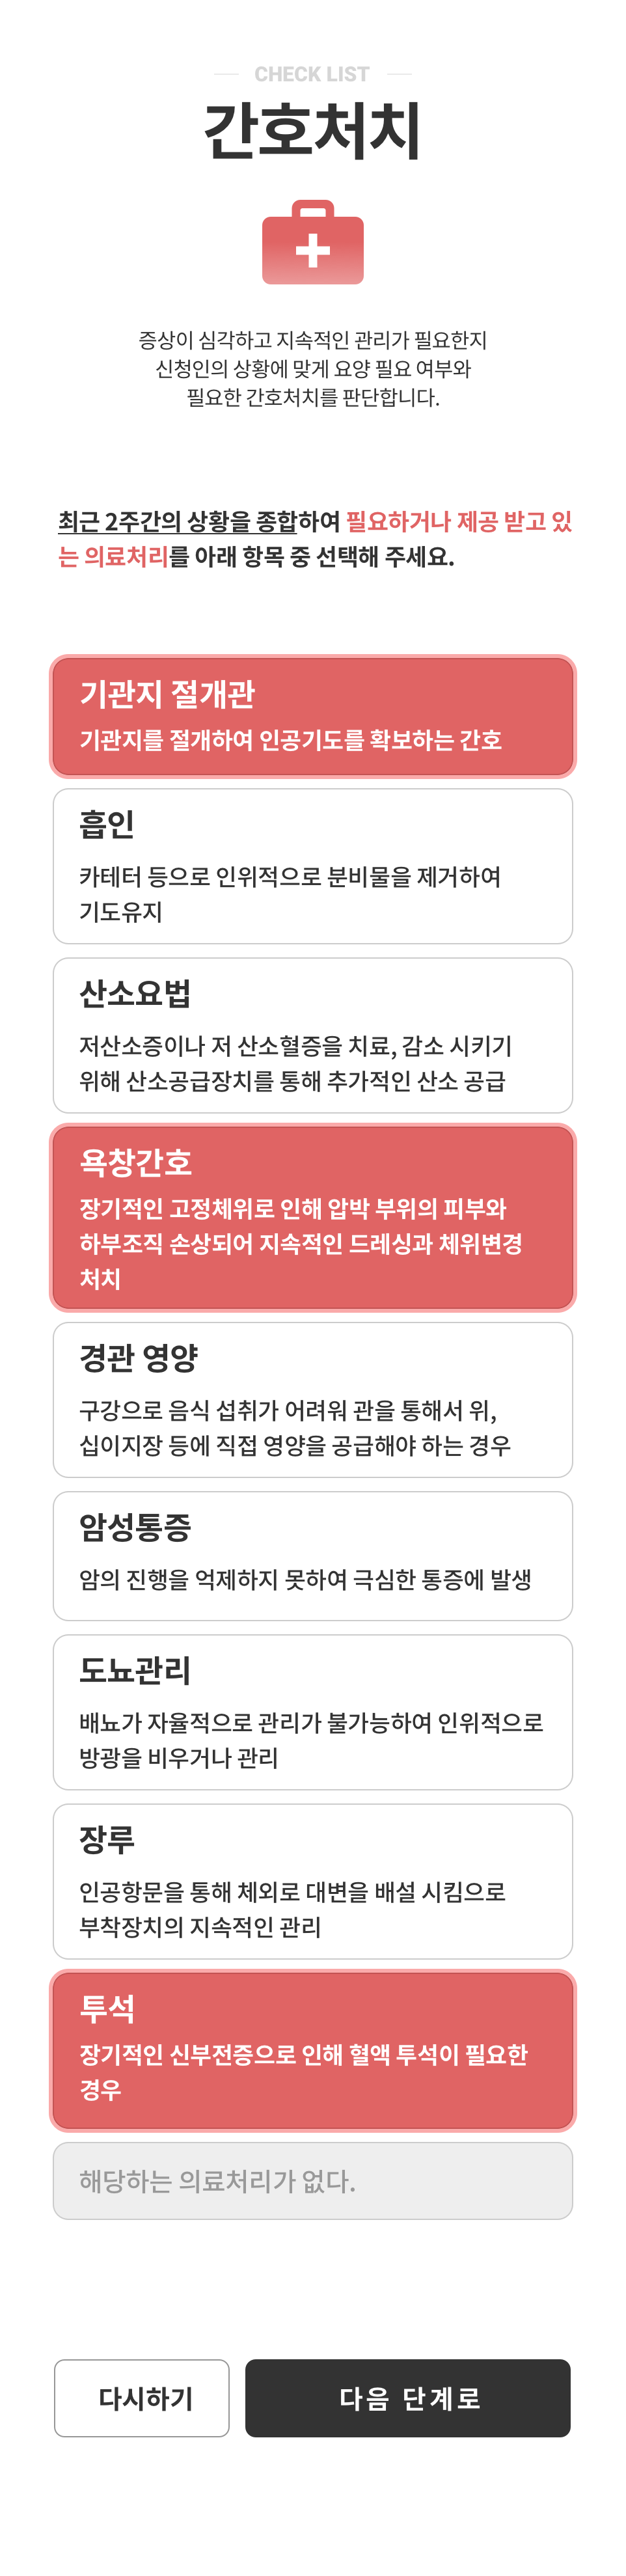 CHECK LIST
간호처치
증상이 심각하고 지속적인 관리가 필요한지
신청인의 상황에 맞게 요양 필요 여부와
필요한 간호처치를 판단합니다.
최근 2주간의 상황을 종합하여 필요하거나 제공 받고 있
는 의료처리를 아래 항목 중 선택해 주세요.
기관지 절개관
기관지를 절개하여 인공기도를 확보하는 간호
흡인
카테터 등으로 인위적으로 분비물을 제거하여
기도유지
산소요법
저산소증이나 저 산소혈증을 치료, 감소 시키기
위해 산소공급장치를 통해 추가적인 산소 공급
욕창간호
장기적인 고정체위로 인해 압박 부위의 피부와
하부조직 손상되어 지속적인 드레싱과 체위변경
처치
경관 영양
구강으로 음식 섭취가 어려워 관을 통해서 위,
십이지장 등에 직접 영양을 공급해야 하는 경우
암성통증
암의 진행을 억제하지 못하여 극심한 통증에 발생
도뇨관리
배뇨가 자율적으로 관리가 불가능하여 인위적으로
방광을 비우거나 관리
장루
인공항문을 통해 체외로 대변을 배설 시킴으로
부착장치의 지속적인 관리
투석
장기적인 신부전증으로 인해 혈액 투석이 필요한
경우
해당하는 의료처리가 없다.
다시하기
다음 단계로